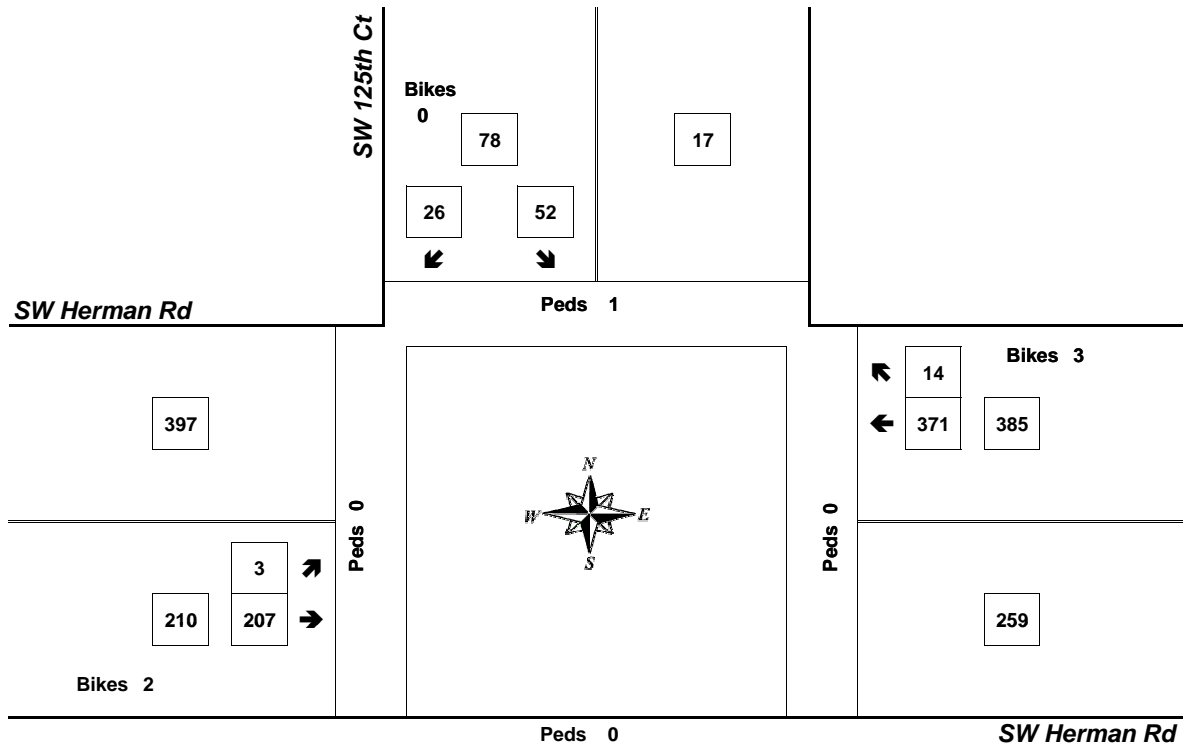 SW 125th Ct
Bikes
0
78
17
26
52
Peds 1
SW Herman Rd
Bikes 3
14
397
371 385
N
W E
S
Peds 0
Peds 0
3
210 207
259
Bikes 2
Peds 0
SW Herman Rd